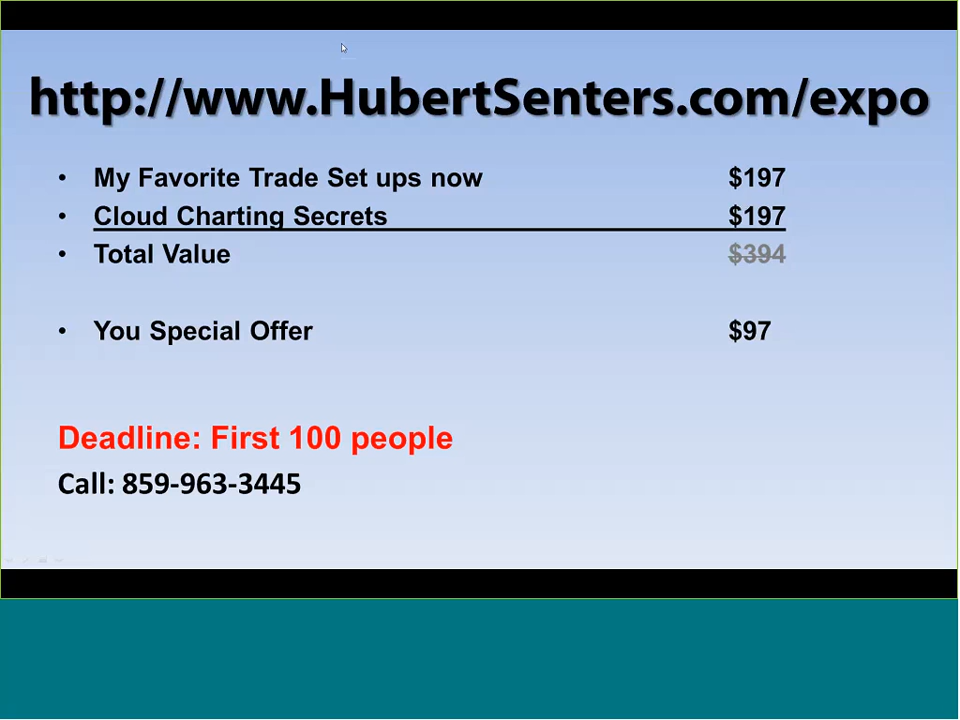 http://www.HubertSenters.com/expo
• My Favorite Trade Set ups now $197
• Cloud Charting Secrets $197
• Total Value $394
• You Special Offer $97
Deadline: First 100 people
Call: 859-963-3445